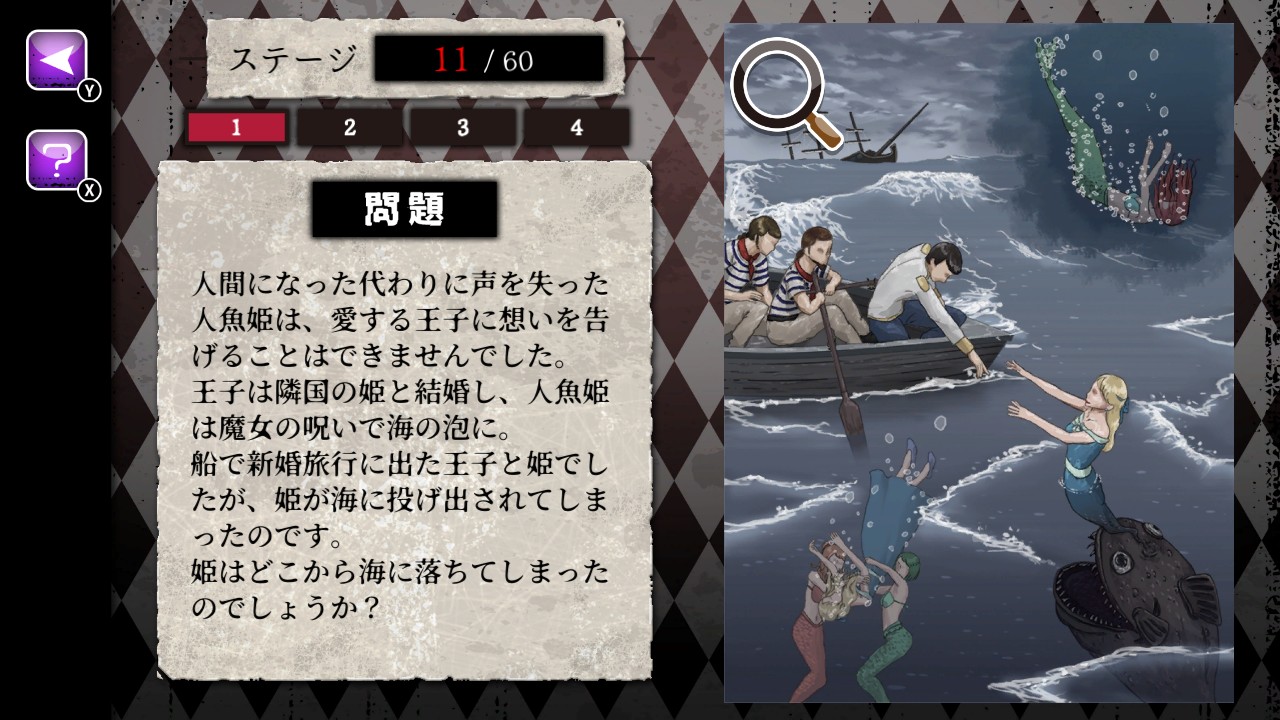 ステージ 11 / 60
Y
1 2 3 4
X
問題
人間になった代わりに声を失った
人魚姫は、愛する王子に想いを告
げることはできませんでした。
王子は隣国の姫と結婚し、人魚姫
は魔女の呪いで海の泡に。
船で新婚旅行に出た王子と姫でし
たが、姫が海に投げ出されてしま
ったのです。
姫はどこから海に落ちてしまった
のでしょうか？